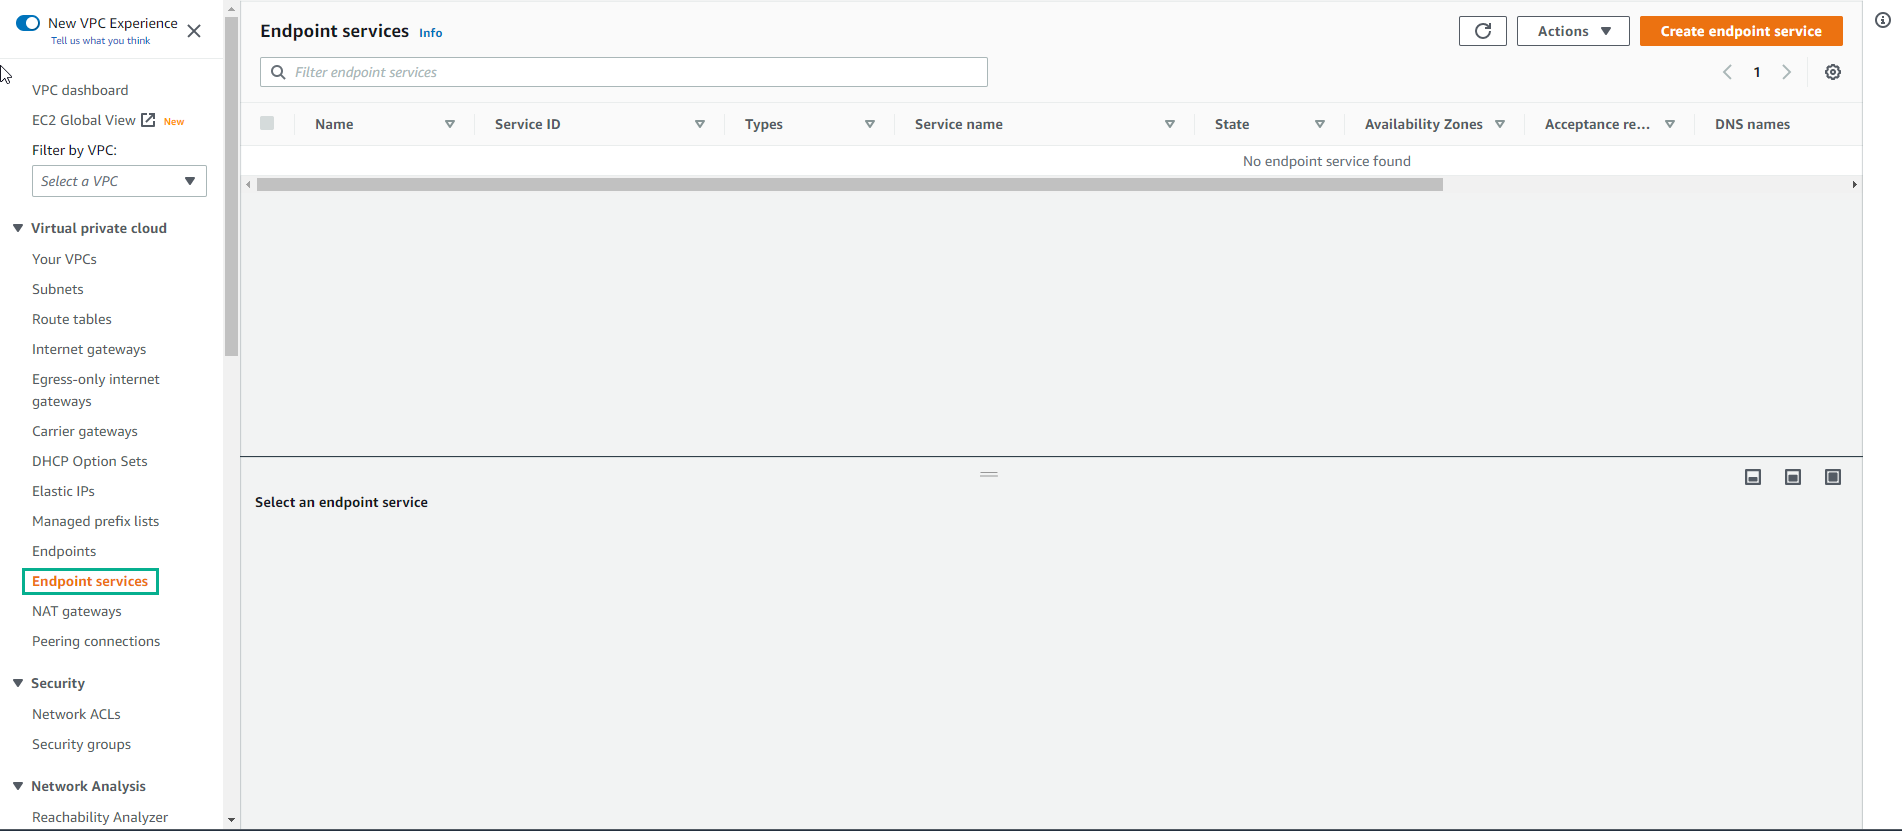 New VPC Experience
Tell us what you think
VPC dashboard
EC2 Global View New
Filter by VPC:
Select a VPC
Virtual private cloud
Your VPCs
Subnets
Route tables
Internet gateways
Egress-only internet
gateways
Carrier gateways
DHCP Option Sets
Elastic IPs
Managed prefix lists
Endpoints
Endpoint services
NAT gateways
Peering connections
Security
Network ACLs
Security groups
Network Analysis
Reachability Analyzer
Endpoint services Info
Actions
Create endpoint service
Filter endpoint services
1
Name Service ID Types Service name State Availability Zones Acceptance re... DNS names
No endpoint service found
Select an endpoint service